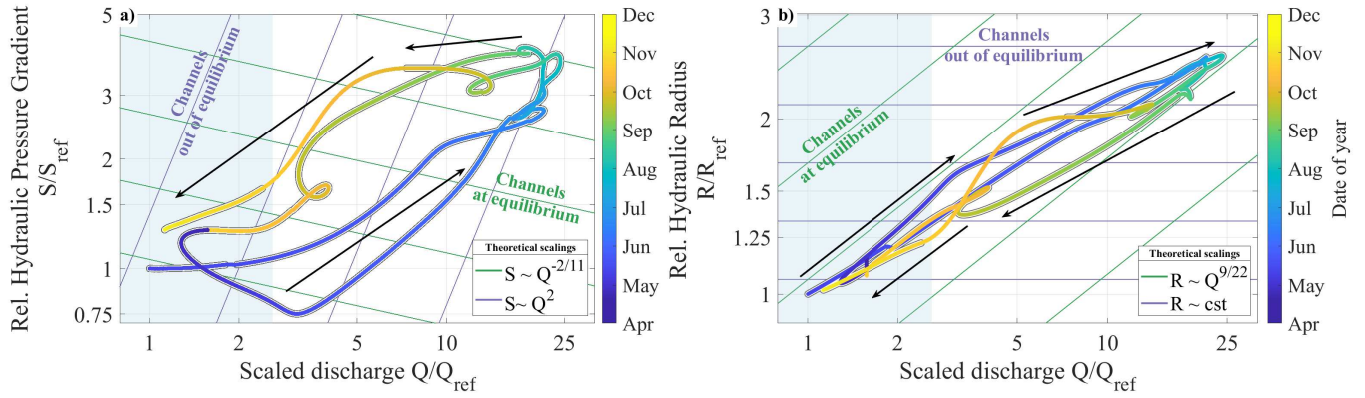 a)
Rel. Hydraulic Pressure Gradient
S/S_ref
5
3
2
1.5
1
0.75
Channels
out of equilibrium
Channels
at equilibrium
Theoretical scalings
S ~ Q^-2/11
S~ Q^2
1 2 5 10 25
Scaled discharge Q/Q_ref
Dec
Nov
Oct
Sep
Aug
Jul
Jun
May
Apr
b)
Rel. Hydraulic Radius
R/R_ref
3
2
1.5
1.25
1
Channels
out of equilibrium
Channels
at equilibrium
Theoretical scalings
R ~ Q^9/22
R ~ cst
1 2 5 10 25
Scaled discharge Q/Q_ref
Dec
Nov
Oct
Sep
Aug
Jul
Jun
May
Apr
Date of year